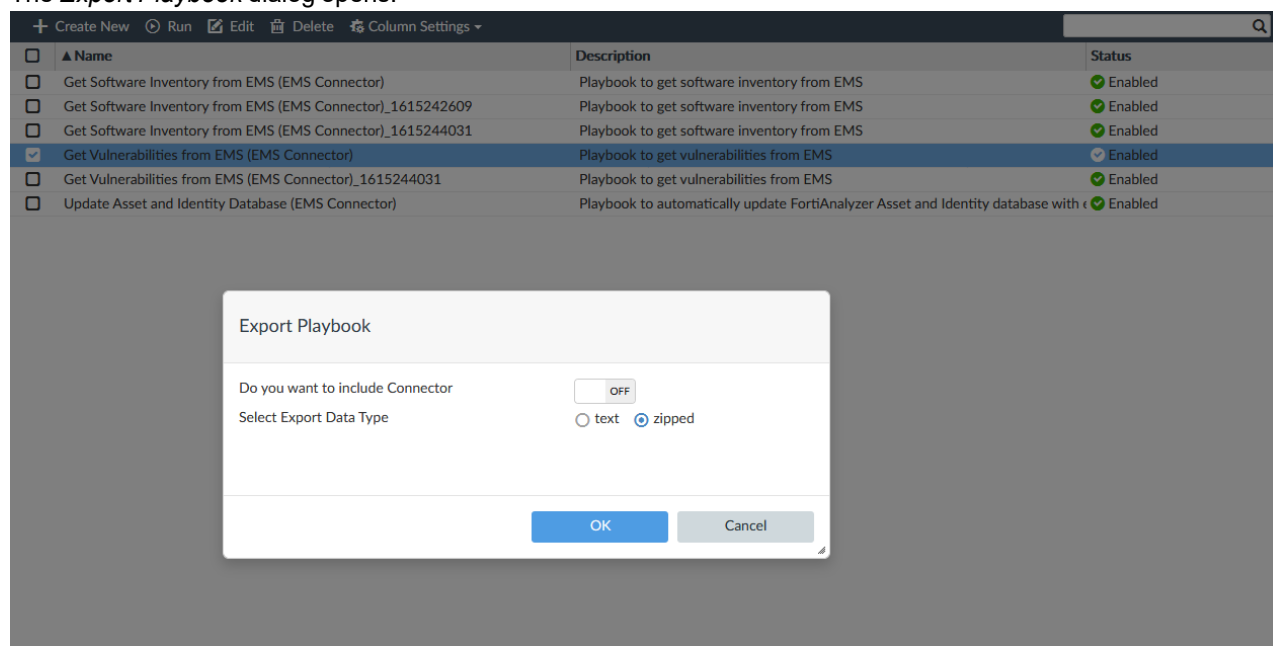 The Export Playbook dialog opens.
Create New Run Edit Delete Column Settings
Name Description Status
Get Software Inventory from EMS (EMS Connector) Playbook to get software inventory from EMS Enabled
Get Software Inventory from EMS (EMS Connector)_1615242609 Playbook to get software inventory from EMS Enabled
Get Software Inventory from EMS (EMS Connector)_1615244031 Playbook to get software inventory from EMS Enabled
Get Vulnerabilities from EMS (EMS Connector) Playbook to get vulnerabilities from EMS Enabled
Get Vulnerabilities from EMS (EMS Connector)_1615244031 Playbook to get vulnerabilities from EMS Enabled
Update Asset and Identity Database (EMS Connector) Playbook to automatically update FortiAnalyzer Asset and Identity database with Enabled
Export Playbook
Do you want to include Connector OFF
Select Export Data Type text zipped
OK Cancel